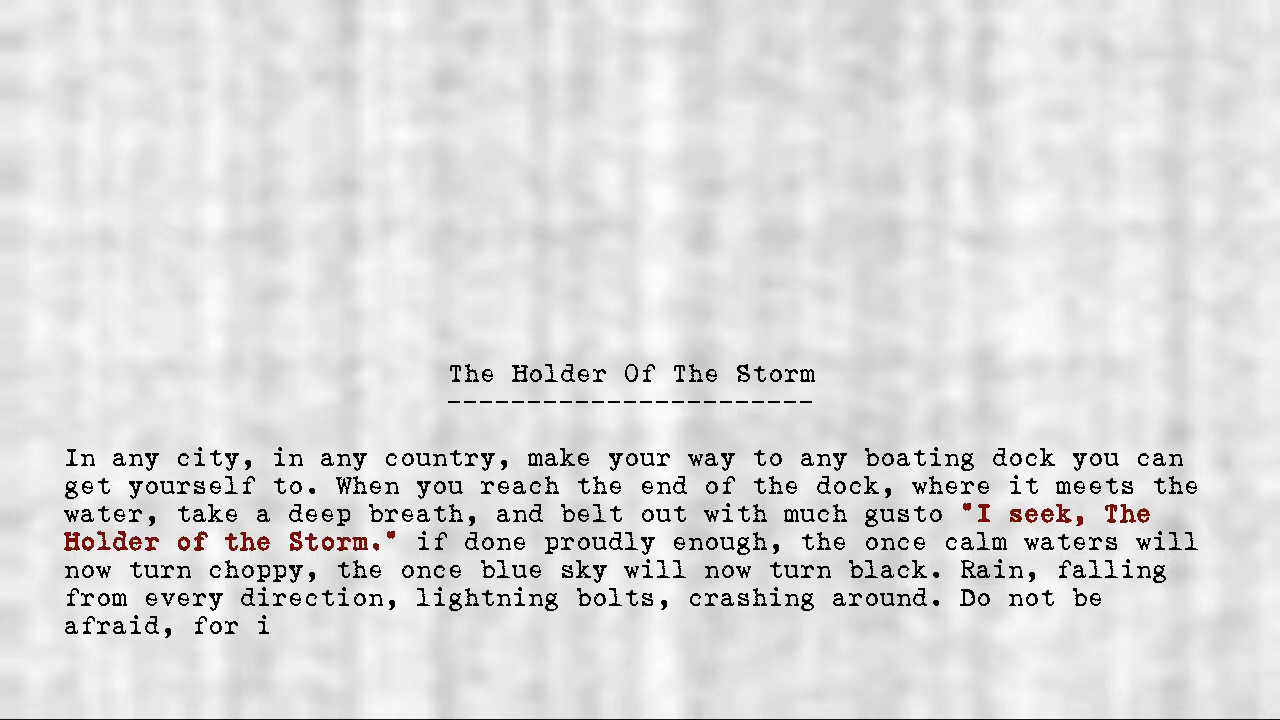 The Holder Of The Storm
-----------------------
In any city, in any country, make your way to any boating dock you can
get yourself to. When you reach the end of the dock, where it meets the
water, take a deep breath, and belt out with much gusto "I seek, The
Holder of the Storm." if done proudly enough, the once calm waters will
now turn choppy, the once blue sky will now turn black. Rain, falling
from every direction, lightning bolts, crashing around. Do not be
afraid, for i